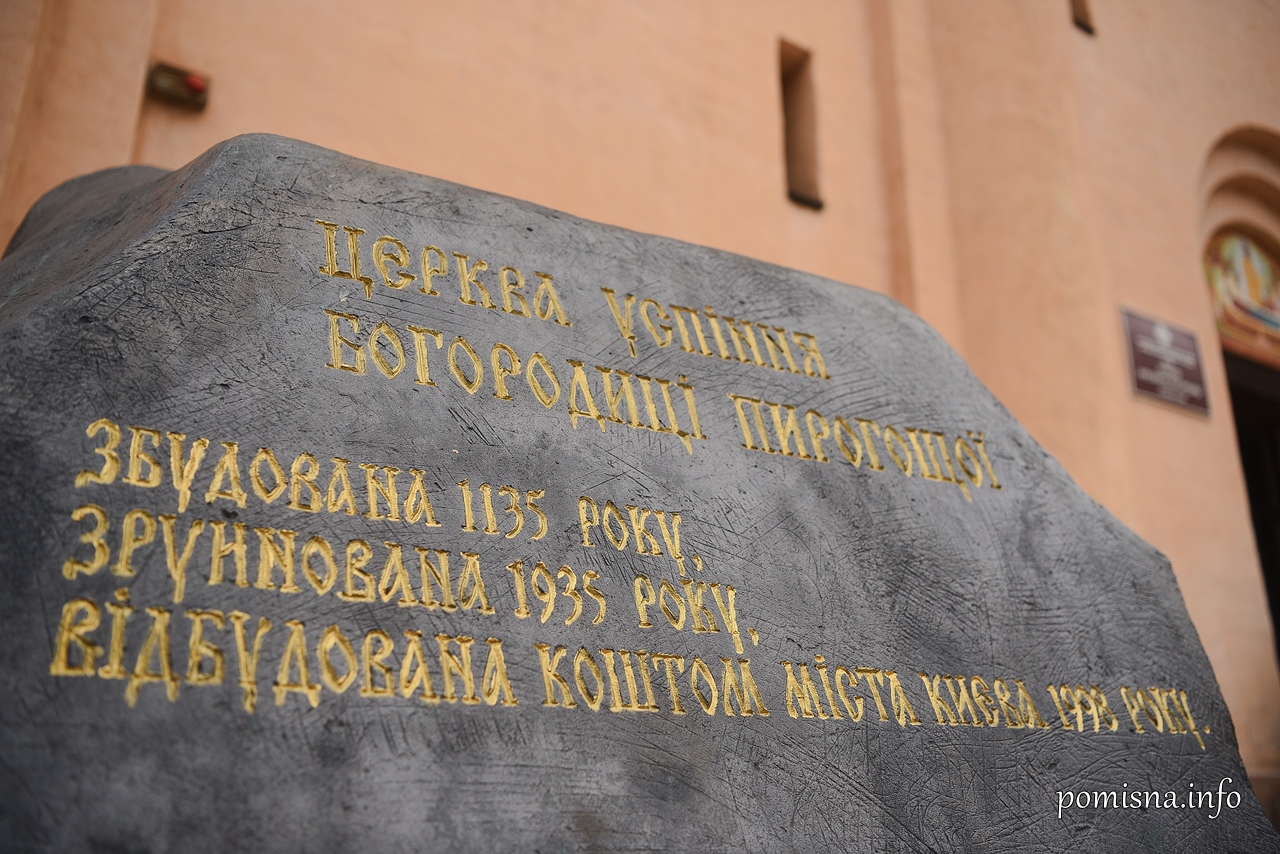 ЦЕРКВА УСПІННЯ
БОГОРОДИЦІ ПИРОГОЩОЇ
ЗБУДОВАНА 1135 РОКУ,
ЗРУЙНОВАНА 1935 РОКУ,
ВІДБУДОВАНА КОШТОМ МІСТА КИЄВА 1998 РОКУ.
pomisna.info